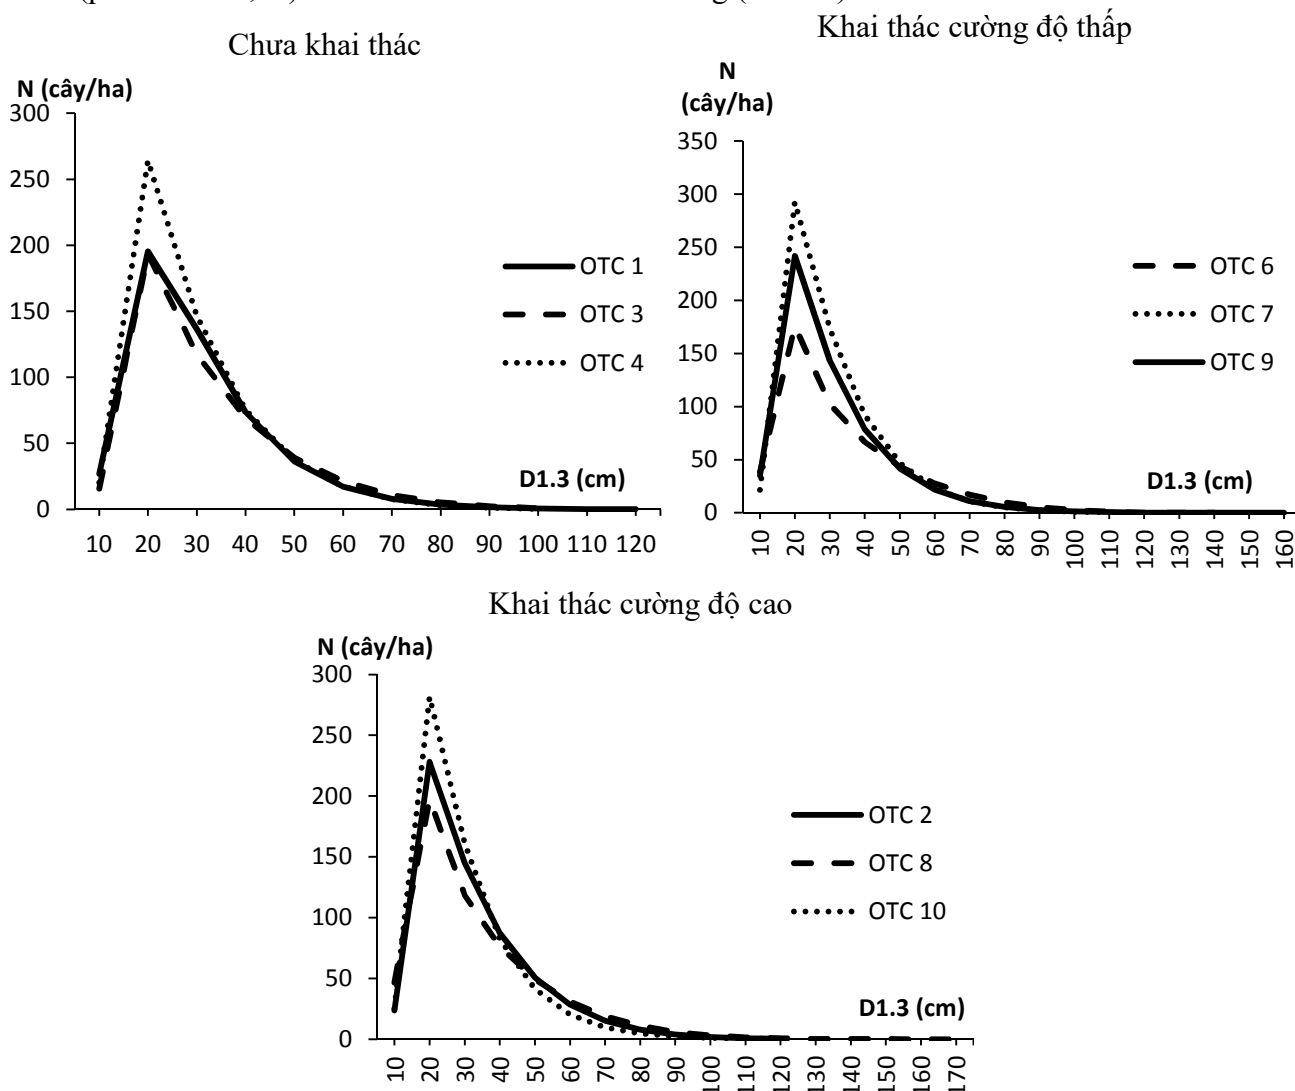 Chưa khai thác
N (cây/ha)
300
250
200
150
100
50
0
OTC 1
OTC 3
OTC 4
D1.3 (cm)
10 20 30 40 50 60 70 80 90 100 110 120
Khai thác cường độ thấp
N
(cây/ha)
350
300
250
200
150
100
50
0
OTC 6
OTC 7
OTC 9
D1.3 (cm)
10 20 30 40 50 60 70 80 90 100 110 120 130 140 150 160
Khai thác cường độ cao
N (cây/ha)
300
250
200
150
100
50
0
OTC 2
OTC 8
OTC 10
D1.3 (cm)
10 20 30 40 50 60 70 80 90 100 110 120 130 140 150 160 170